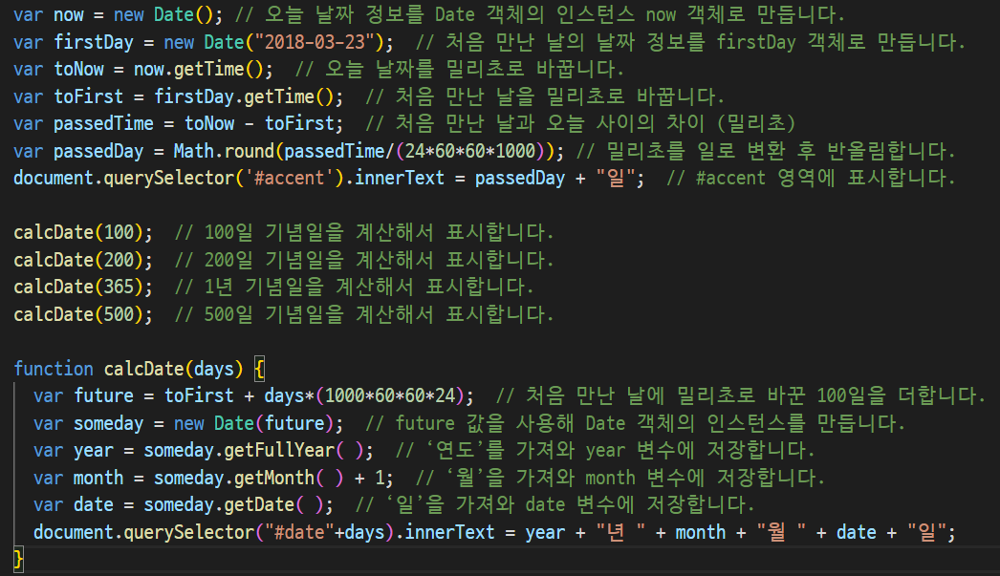 var now = new Date(); // 오늘 날짜 정보를 Date 객체의 인스턴스 now 객체로 만듭니다.
var firstDay = new Date("2018-03-23");  // 처음 만난 날의 날짜 정보를 firstDay 객체로 만듭니다.
var toNow = now.getTime();  // 오늘 날짜를 밀리초로 바꿉니다.
var toFirst = firstDay.getTime();  // 처음 만난 날을 밀리초로 바꿉니다.
var passedTime = toNow - toFirst;  // 처음 만난 날과 오늘 사이의 차이 (밀리초)
var passedDay = Math.round(passedTime/(24*60*60*1000)); // 밀리초를 일로 변환 후 반올림합니다.
document.querySelector('#accent').innerText = passedDay + "일";  // #accent 영역에 표시합니다.

calcDate(100);  // 100일 기념일을 계산해서 표시합니다.
calcDate(200);  // 200일 기념일을 계산해서 표시합니다.
calcDate(365);  // 1년 기념일을 계산해서 표시합니다.
calcDate(500);  // 500일 기념일을 계산해서 표시합니다.

function calcDate(days) {
  var future = toFirst + days*(1000*60*60*24);  // 처음 만난 날에 밀리초로 바꾼 100일을 더합니다.
  var someday = new Date(future);  // future 값을 사용해 Date 객체의 인스턴스를 만듭니다.
  var year = someday.getFullYear( );  // ‘연도’를 가져와 year 변수에 저장합니다.
  var month = someday.getMonth( ) + 1;  // ‘월’을 가져와 month 변수에 저장합니다.
  var date = someday.getDate( );  // ‘일’을 가져와 date 변수에 저장합니다.
  document.querySelector("#date"+days).innerText = year + "년 " + month + "월 " + date + "일";
}